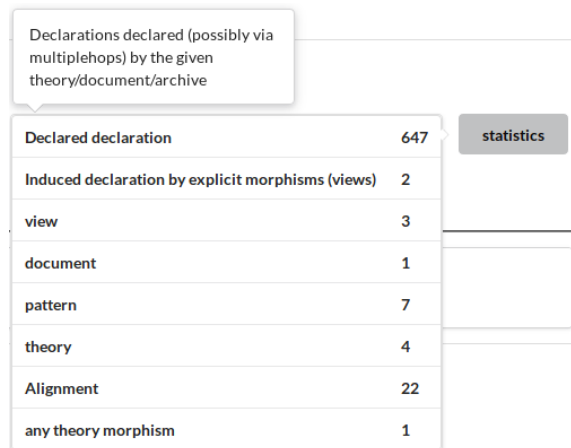 Declarations declared (possibly via
multiplehops) by the given
theory/document/archive
Declared declaration 647
statistics
Induced declaration by explicit morphisms (views) 2
view 3
document 1
pattern 7
theory 4
Alignment 22
any theory morphism 1